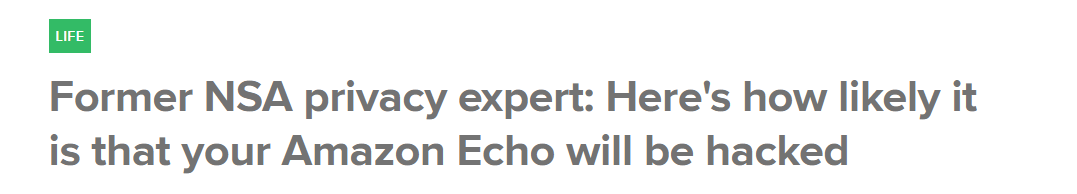 LIFE
Former NSA privacy expert: Here's how likely it
is that your Amazon Echo will be hacked